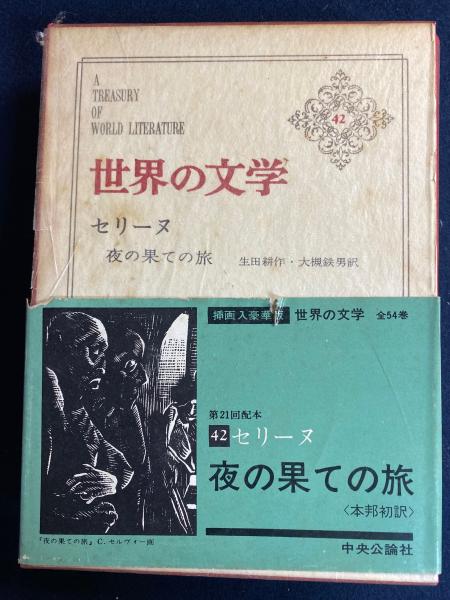 A
TREASURY
OF
WORLD LITERATURE
42
世界の文学
セリーヌ
夜の果ての旅　生田耕作・大槻鉄男訳
挿画入豪華版 世界の文学 全54巻
第21回配本
42 セリーヌ
夜の果ての旅
〈本邦初訳〉
『夜の果ての旅』C.セルヴォー画
中央公論社